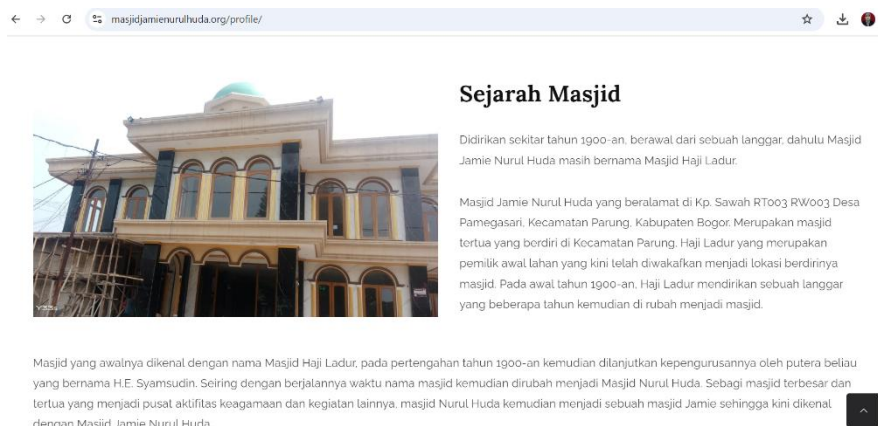 masjidjamienurulhuda.org/profile/
Sejarah Masjid
Didirikan sekitar tahun 1900-an, berawal dari sebuah langgar, dahulu Masjid
Jamie Nurul Huda masih bernama Masjid Haji Ladur.
Masjid Jamie Nurul Huda yang beralamat di Kp. Sawah RT003 RW003 Desa
Pamegasari, Kecamatan Parung, Kabupaten Bogor. Merupakan masjid
tertua yang berdiri di Kecamatan Parung. Haji Ladur yang merupakan
pemilik awal lahan yang kini telah diwakafkan menjadi lokasi berdirinya
masjid. Pada awal tahun 1900-an, Haji Ladur mendirikan sebuah langgar
yang beberapa tahun kemudian di rubah menjadi masjid.
Masjid yang awalnya dikenal dengan nama Masjid Haji Ladur, pada pertengahan tahun 1900-an kemudian dilanjutkan kepengurusannya oleh putera beliau
yang bernama H.E. Syamsudin. Seiring dengan berjalannya waktu nama masjid kemudian dirubah menjadi Masjid Nurul Huda. Sebagi masjid terbesar dan
tertua yang menjadi pusat aktifitas keagamaan dan kegiatan lainnya, masjid Nurul Huda kemudian menjadi sebuah masjid Jamie sehingga kini dikenal
dengan Masjid Jamie Nurul Huda